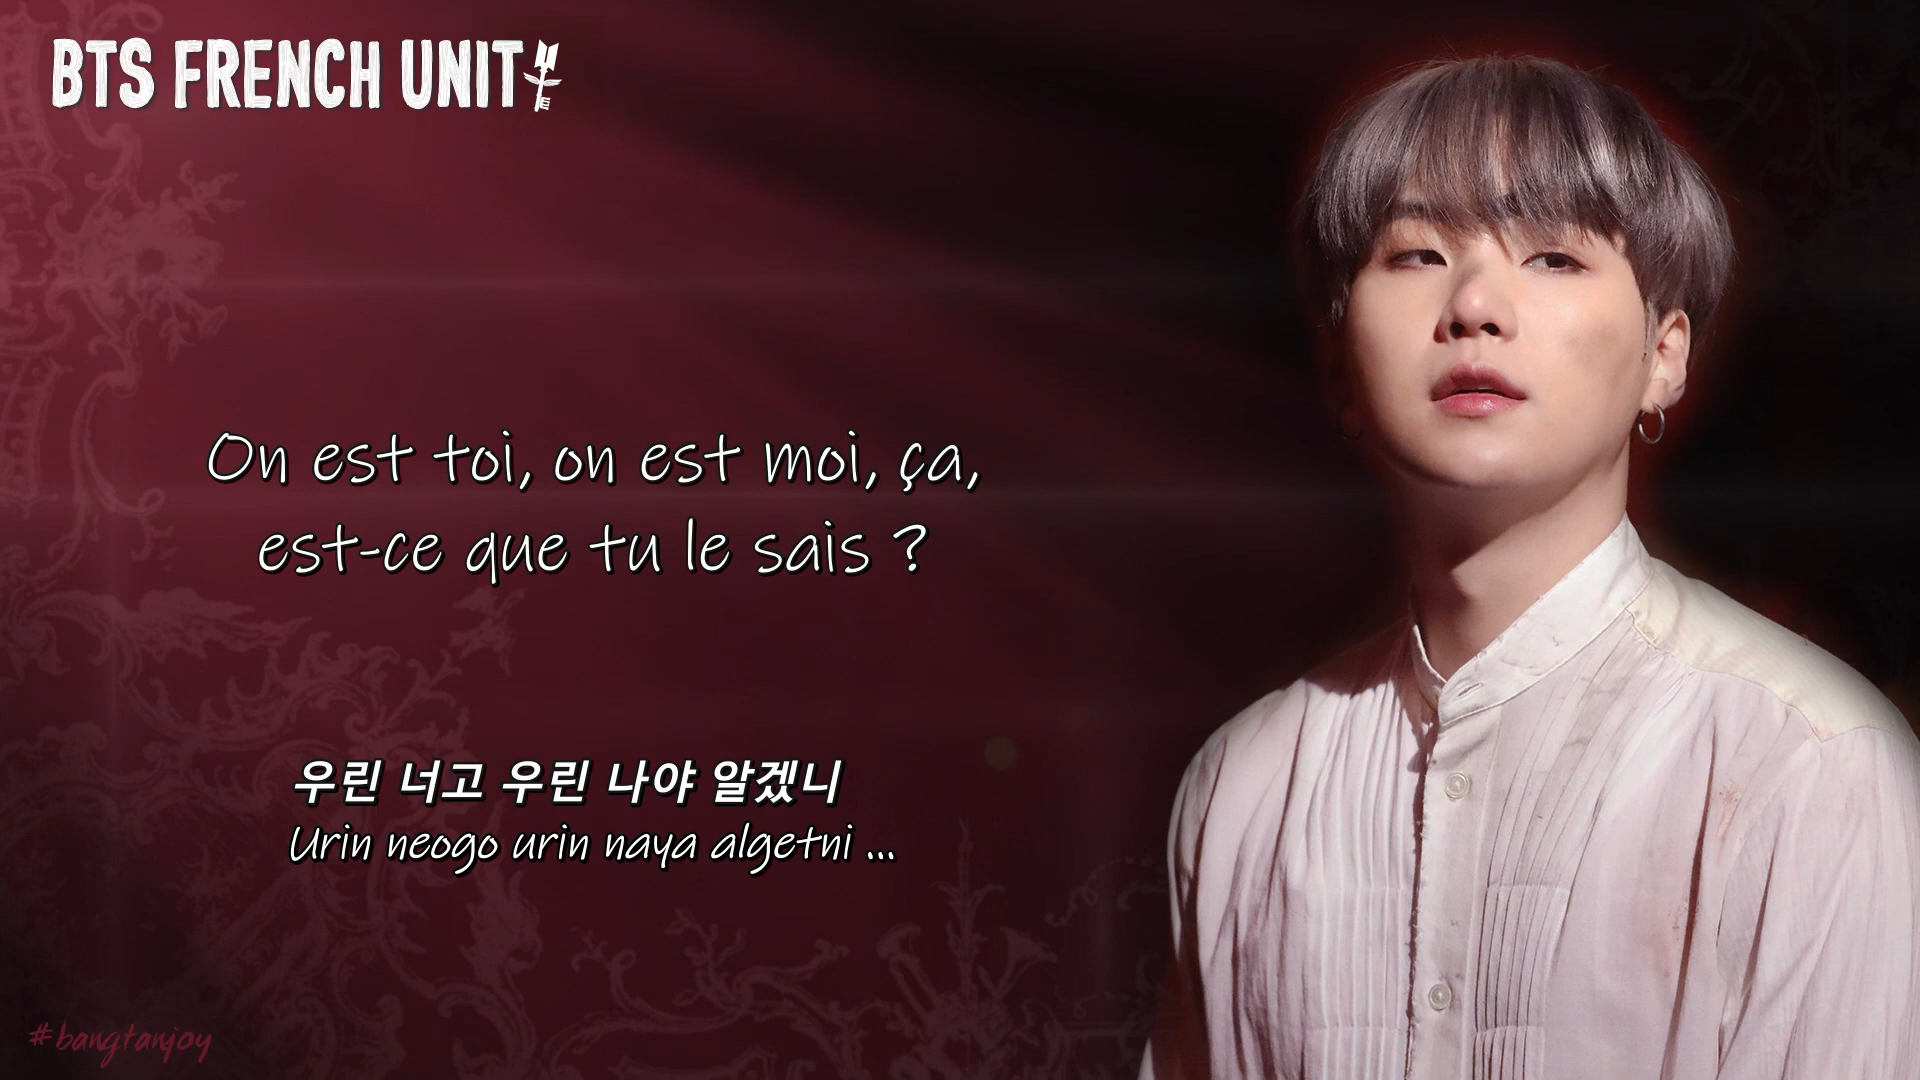 BTS FRENCH UNIT
On est toi, on est moi, ça,
est-ce que tu le sais ?
우린 너고 우린 나야 알겠니
Urin neogo urin naya algetni ...
#bangtanjoy